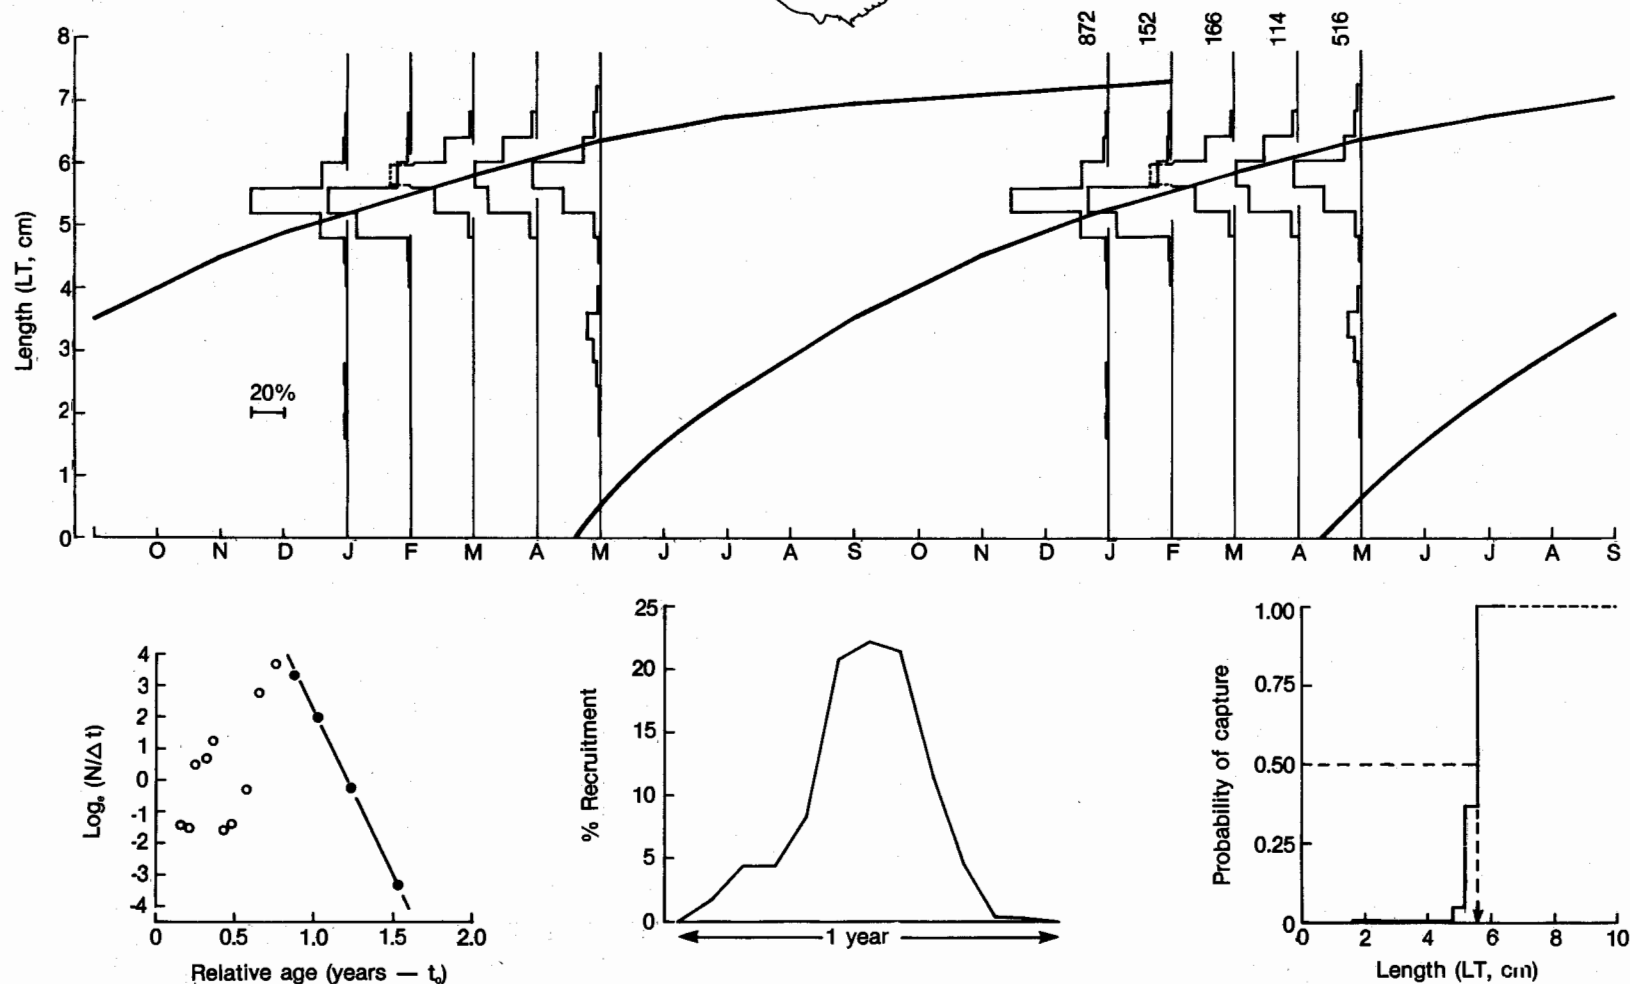 872 152 166 114 516
8
7
6
5
4
3
2
1
0
Length (LT, cm)
20%
O N D J F M A M J J A S O N D J F M A M J J A S
4
3
2
1
0
-1
-2
-3
-4
Logₑ (N/Δt)
0 0.5 1.0 1.5 2.0
Relative age (years — tₒ)
25
20
15
10
5
0
% Recruitment
1 year
1.00
0.75
0.50
0.25
0
Probability of capture
0 2 4 6 8 10
Length (LT, cm)